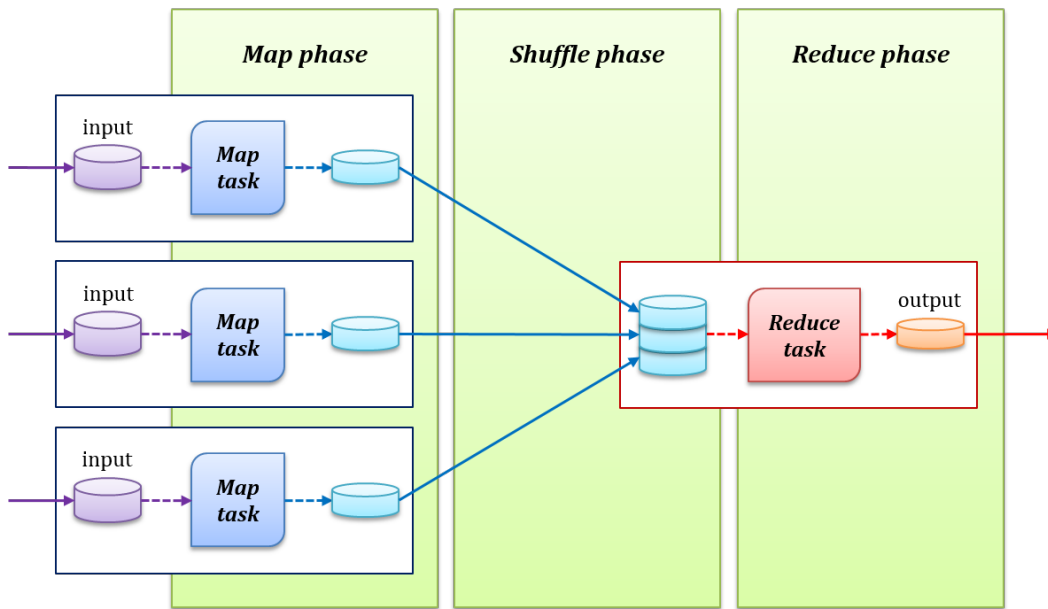 Map phase
Shuffle phase
Reduce phase
input
Map
task
input
Map
task
output
Reduce
task
input
Map
task